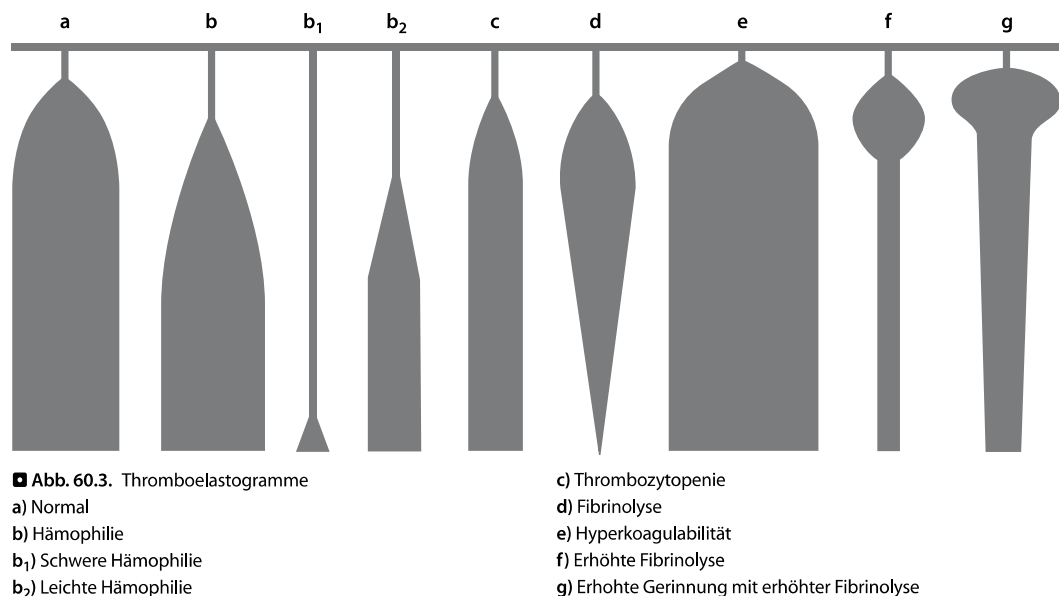 a b b₁ b₂ c d e f g
Abb. 60.3. Thromboelastogramme
a) Normal
b) Hämophilie
b₁) Schwere Hämophilie
b₂) Leichte Hämophilie
c) Thrombozytopenie
d) Fibrinolyse
e) Hyperkoagulabilität
f) Erhöhte Fibrinolyse
g) Erhohte Gerinnung mit erhöhter Fibrinolyse